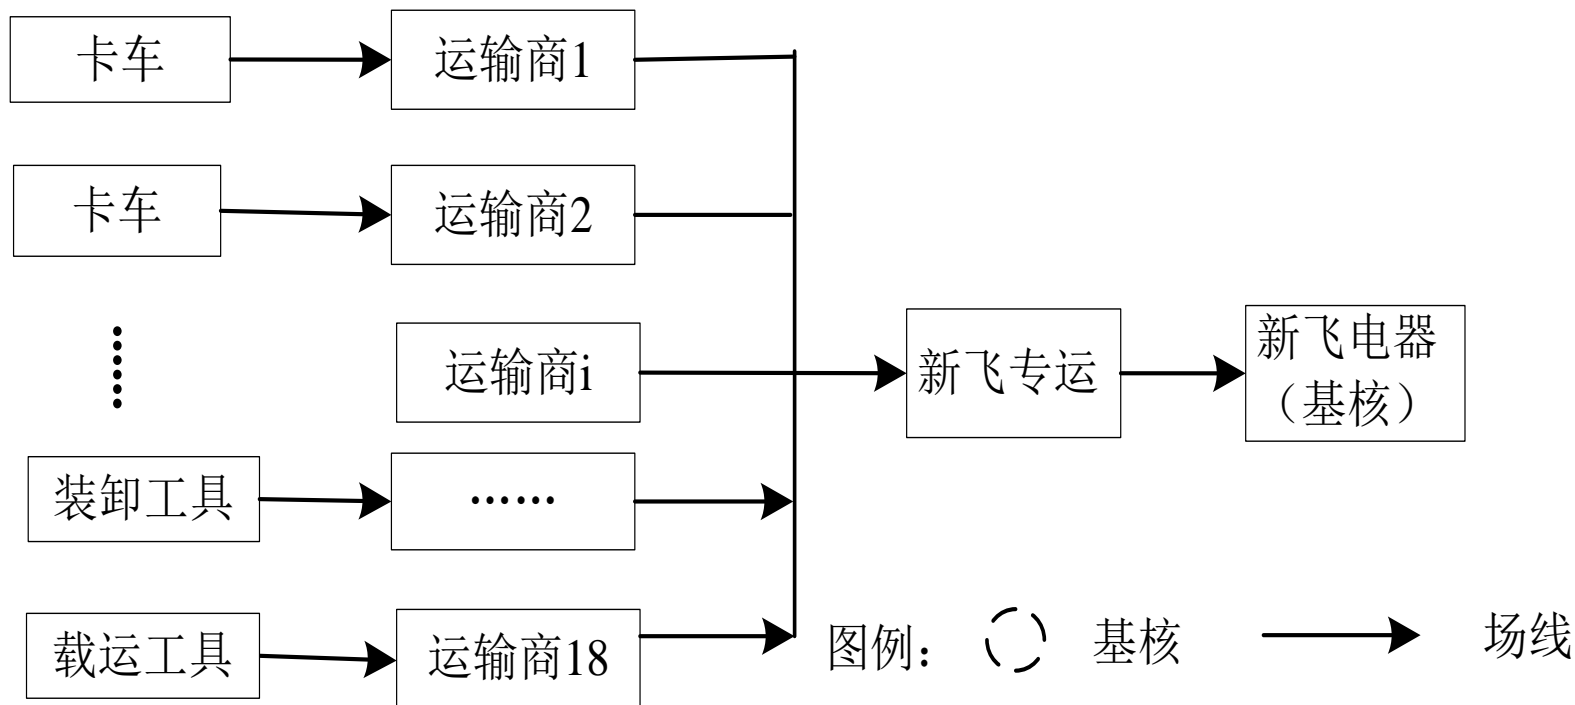 卡车
运输商1
卡车
运输商2
运输商i
新飞专运
新飞电器
（基核）
装卸工具
……
载运工具
运输商18
图例：
基核
场线